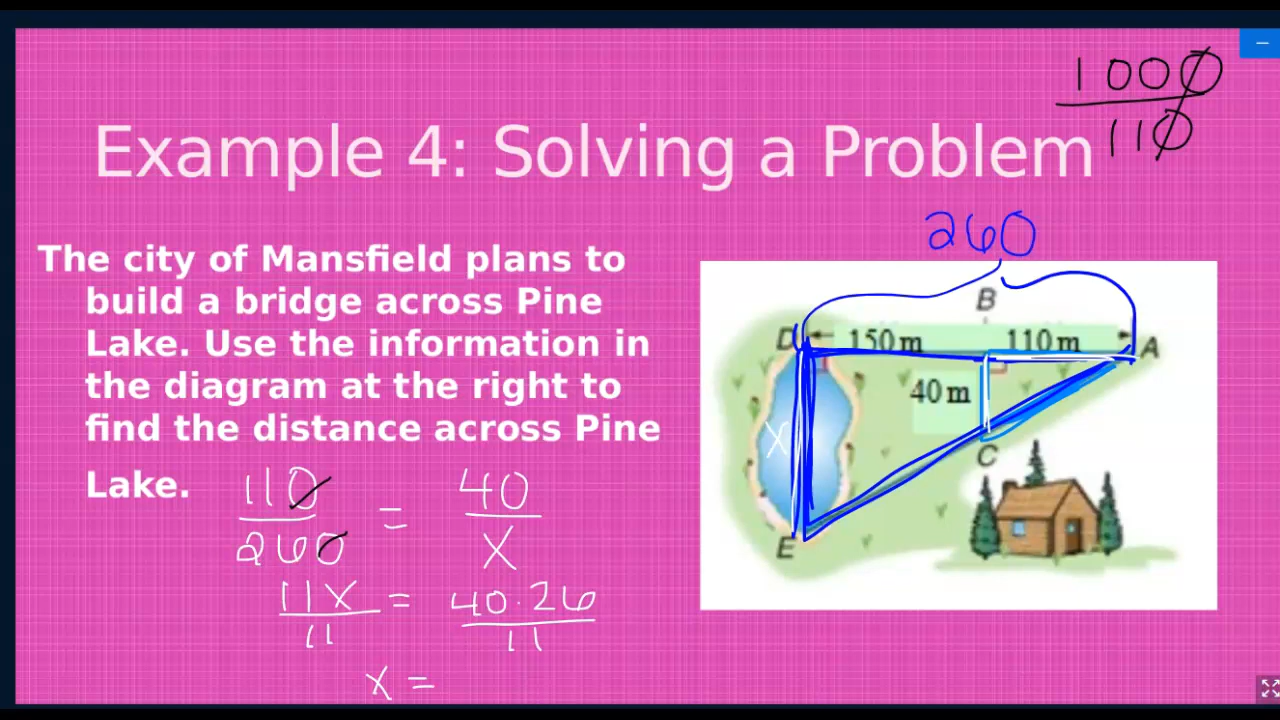 1000
110
Example 4: Solving a Problem
260
The city of Mansfield plans to
build a bridge across Pine
Lake. Use the information in
the diagram at the right to
find the distance across Pine
Lake.
B
D 150 m 110 m A
40 m
X
C
E
110 = 40
260 X
11x = 40·26
11 11
x =